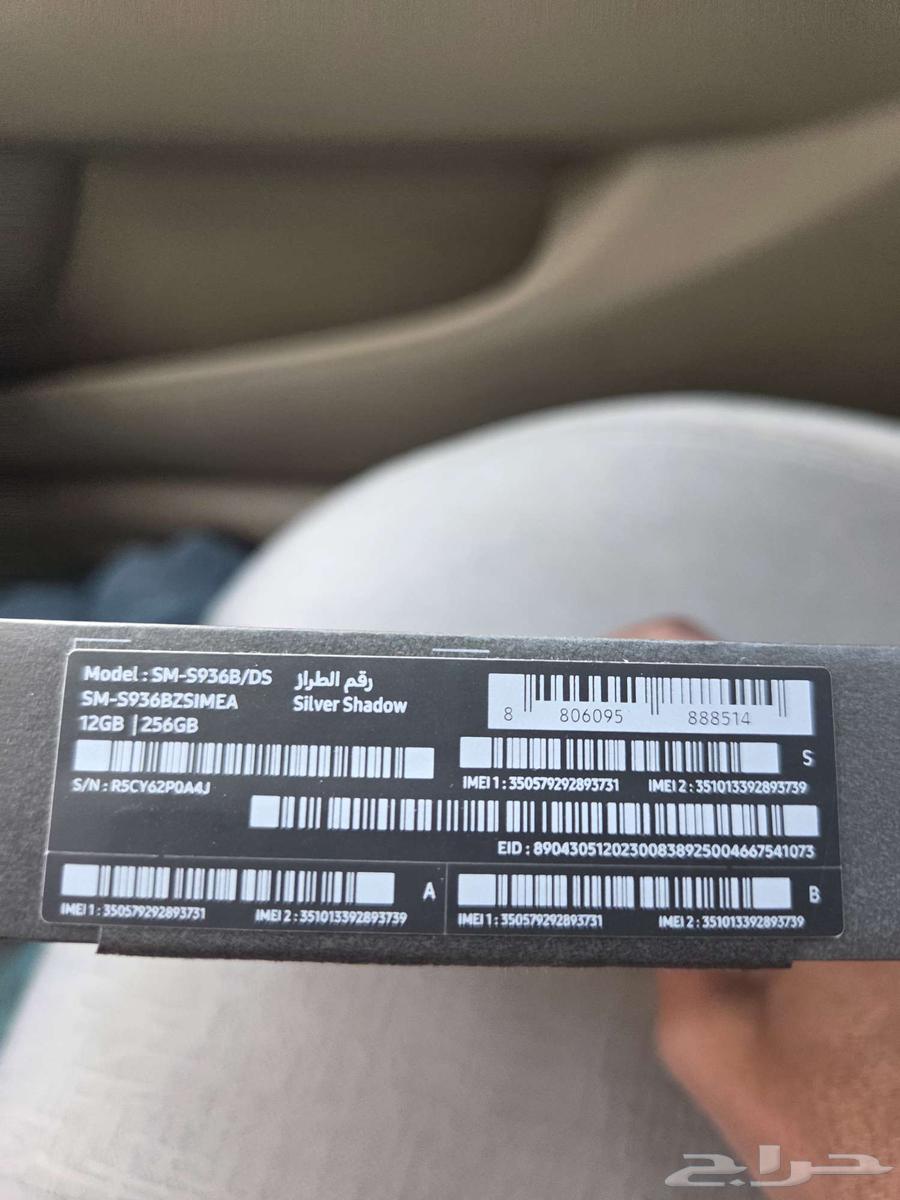 Model : SM-S936B/DS رقم الطراز
SM-S936BZSIMEA Silver Shadow
12GB | 256GB
8 806095 888514
S/N : R5CY62P0A4J
S
IMEI 1 : 350579292893731 IMEI 2 : 351013392893739
EID : 89043051202300838925004667541073
A
IMEI 1 : 350579292893731 IMEI 2 : 351013392893739
B
IMEI 1 : 350579292893731 IMEI 2 : 351013392893739
حراج